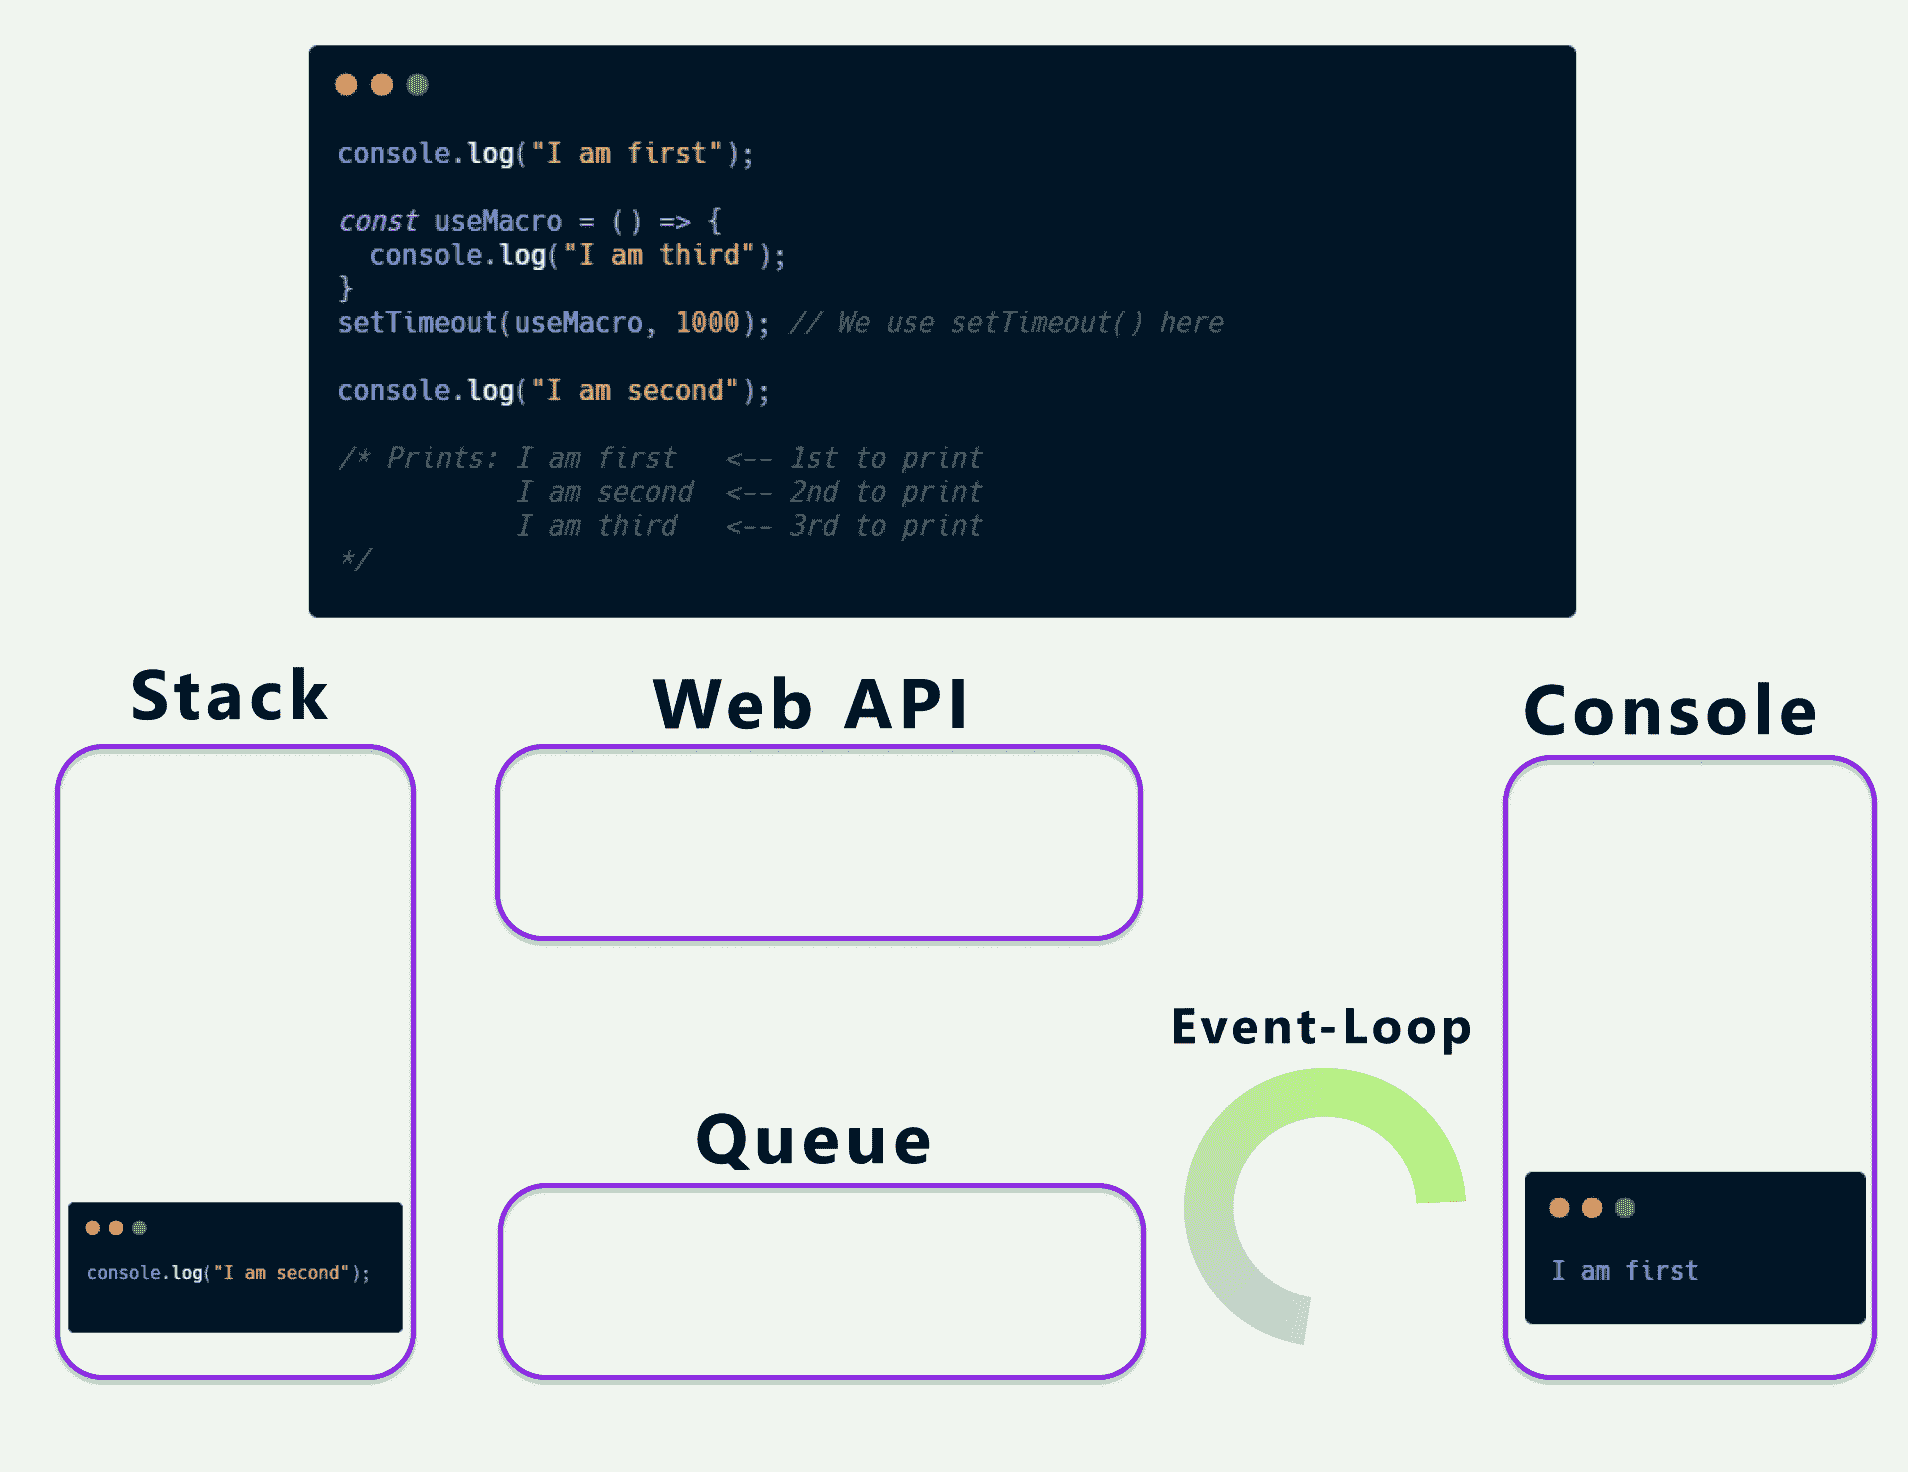 console.log("I am first");
const useMacro = () => {
  console.log("I am third");
}
setTimeout(useMacro, 1000); // We use setTimeout() here
console.log("I am second");
/* Prints: I am first   <-- 1st to print
           I am second  <-- 2nd to print
           I am third   <-- 3rd to print
*/
Stack
Web API
Console
Event-Loop
Queue
console.log("I am second");
I am first